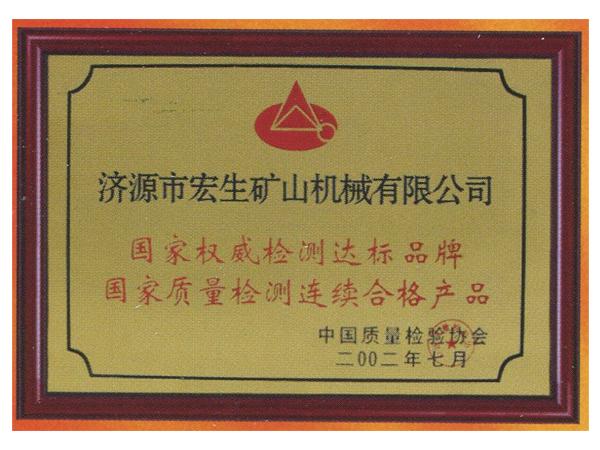 济源市宏生矿山机械有限公司
国家权威检测达标品牌
国家质量检测连续合格产品
中国质量检验协会
二00二年七月